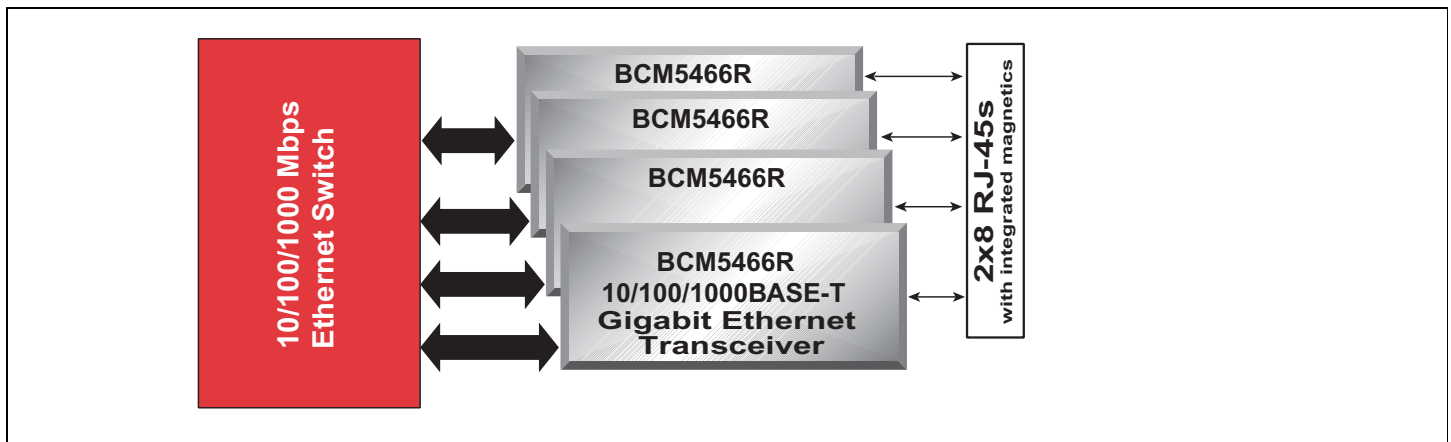 10/100/1000 Mbps
Ethernet Switch
BCM5466R
BCM5466R
BCM5466R
BCM5466R
10/100/1000BASE-T
Gigabit Ethernet
Transceiver
2x8 RJ-45s
with integrated magnetics